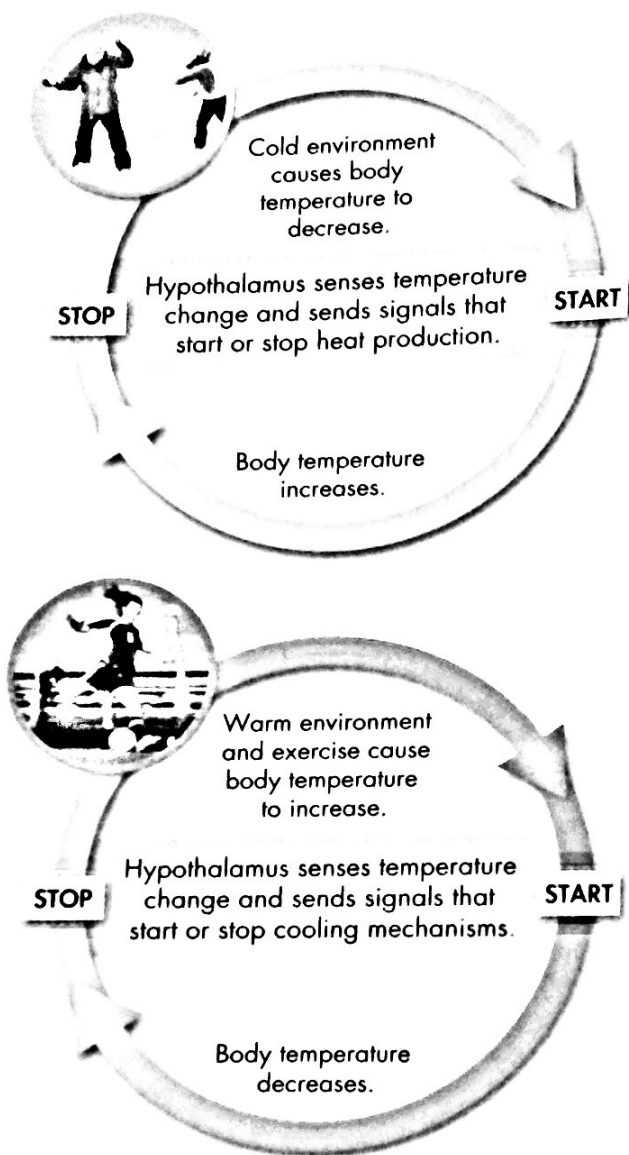 Cold environment
causes body
temperature to
decrease.
Hypothalamus senses temperature
change and sends signals that
start or stop heat production.
STOP
START
Body temperature
increases.
Warm environment
and exercise cause
body temperature
to increase.
Hypothalamus senses temperature
change and sends signals that
start or stop cooling mechanisms.
STOP
START
Body temperature
decreases.